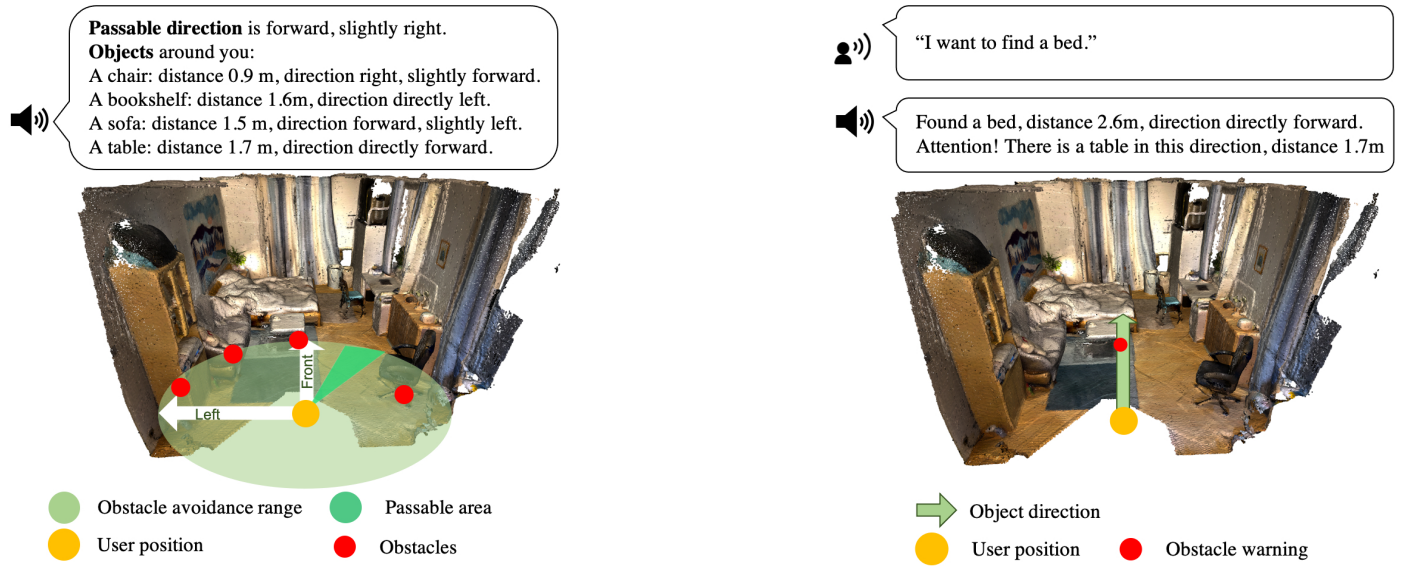 Passable direction is forward, slightly right.
Objects around you:
A chair: distance 0.9 m, direction right, slightly forward.
A bookshelf: distance 1.6m, direction directly left.
A sofa: distance 1.5 m, direction forward, slightly left.
A table: distance 1.7 m, direction directly forward.
Front
Left
Obstacle avoidance range
Passable area
User position
Obstacles
“I want to find a bed.”
Found a bed, distance 2.6m, direction directly forward.
Attention! There is a table in this direction, distance 1.7m
Object direction
User position
Obstacle warning